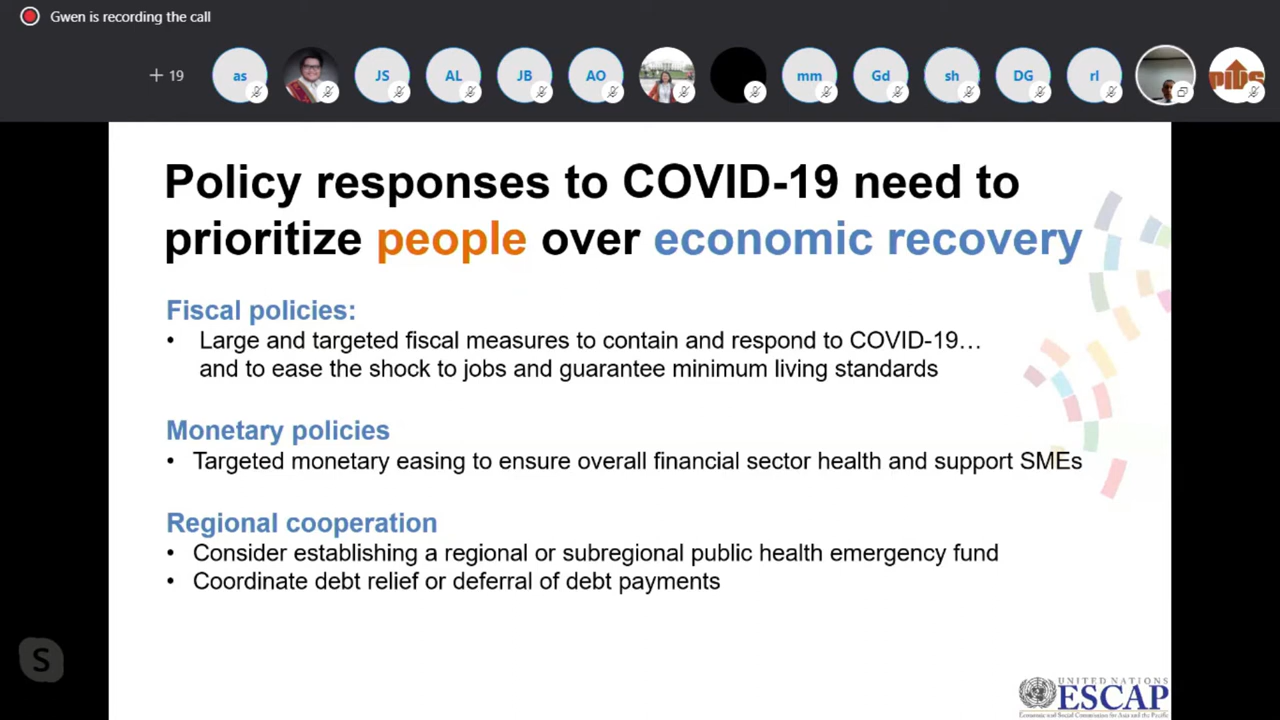 Gwen is recording the call
+ 19
as
JS
AL
JB
AO
mm
Gd
sh
DG
rl
PIDS
Policy responses to COVID-19 need to
prioritize people over economic recovery
Fiscal policies:
• Large and targeted fiscal measures to contain and respond to COVID-19…
and to ease the shock to jobs and guarantee minimum living standards
Monetary policies
• Targeted monetary easing to ensure overall financial sector health and support SMEs
Regional cooperation
• Consider establishing a regional or subregional public health emergency fund
• Coordinate debt relief or deferral of debt payments
S
UNITED NATIONS
ESCAP
Economic and Social Commission for Asia and the Pacific